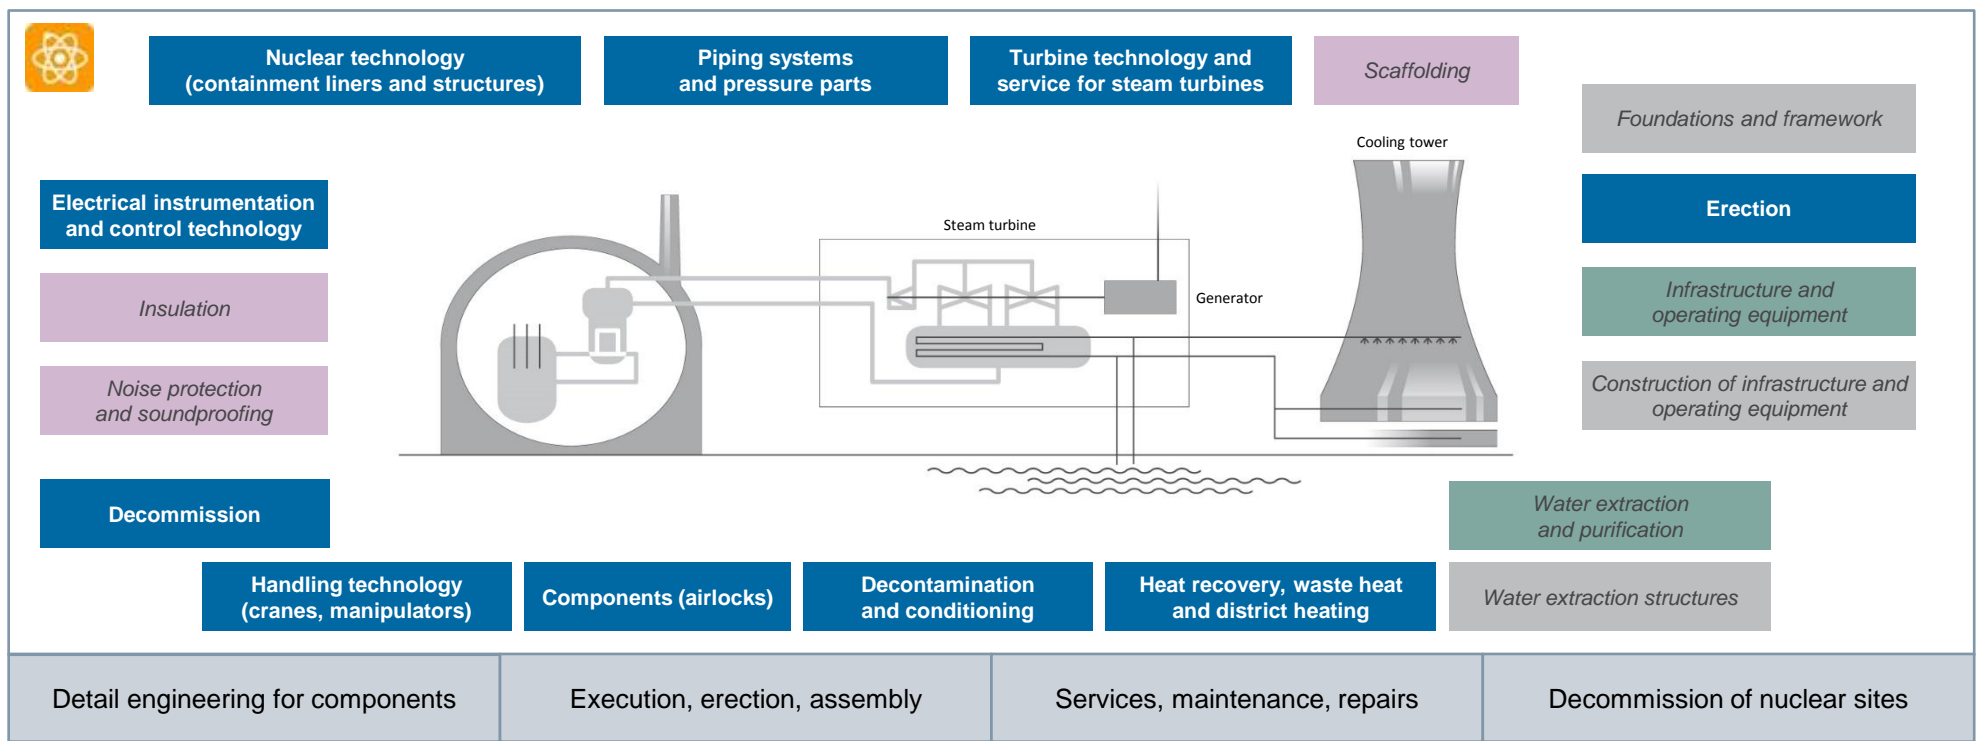 Nuclear technology
(containment liners and structures)
Piping systems
and pressure parts
Turbine technology and
service for steam turbines
Scaffolding
Foundations and framework
Cooling tower
Electrical instrumentation
and control technology
Erection
Steam turbine
Insulation
Generator
Infrastructure and
operating equipment
Noise protection
and soundproofing
Construction of infrastructure and
operating equipment
Decommission
Water extraction
and purification
Handling technology
(cranes, manipulators)
Components (airlocks)
Decontamination
and conditioning
Heat recovery, waste heat
and district heating
Water extraction structures
Detail engineering for components
Execution, erection, assembly
Services, maintenance, repairs
Decommission of nuclear sites